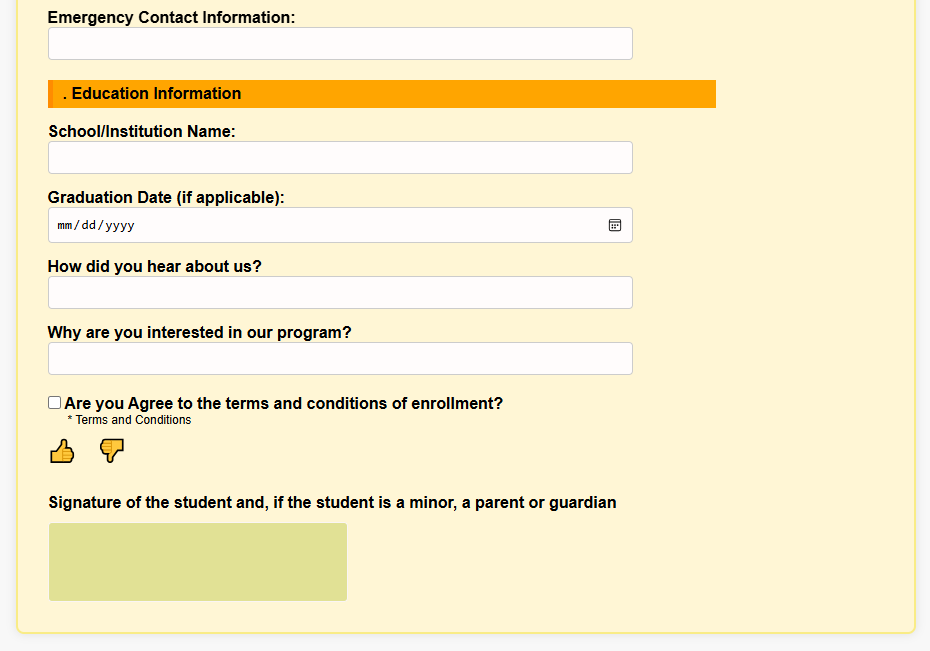 Emergency Contact Information:
. Education Information
School/Institution Name:
Graduation Date (if applicable):
mm/dd/yyyy
How did you hear about us?
Why are you interested in our program?
Are you Agree to the terms and conditions of enrollment?
* Terms and Conditions
Signature of the student and, if the student is a minor, a parent or guardian